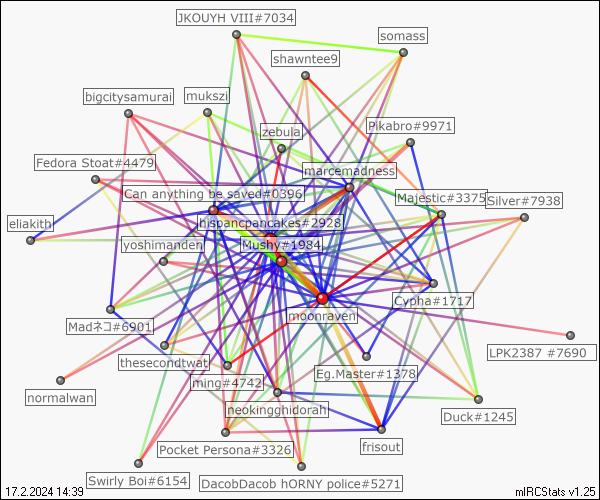 JKOUYH VIII#7034
somass
shawntee9
bigcitysamurai
mukszi
zebula
Pikabro#9971
Fedora Stoat#4479
marcemadness
Can anything be saved#0396
Majestic#3375
Silver#7938
hjspancpancakes#2928
eliakith
yoshimanden
Mushy#1984
Cypha#1717
moonraven
Madネコ#6901
LPK2387 #7690
thesecondtwat
Eg.Master#1378
ming#4742
normalwan
neokingghidorah
Duck#1245
Pocket Persona#3326
frisout
Swirly Boi#6154
DacobDacob hORNY police#5271
17.2.2024 14:39
mIRCStats v1.25